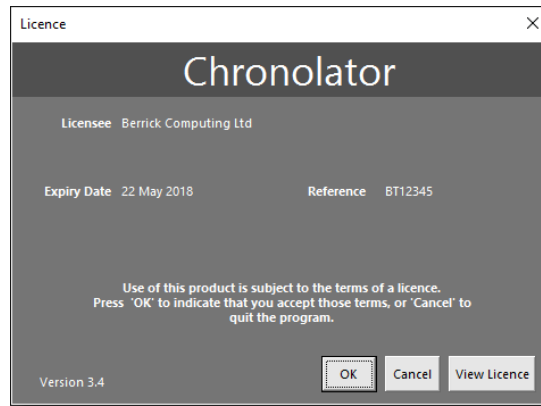 Licence
Chronolator
Licensee Berrick Computing Ltd
Expiry Date 22 May 2018 Reference BT12345
Use of this product is subject to the terms of a licence.
Press 'OK' to indicate that you accept those terms, or 'Cancel' to
quit the program.
OK Cancel View Licence
Version 3.4